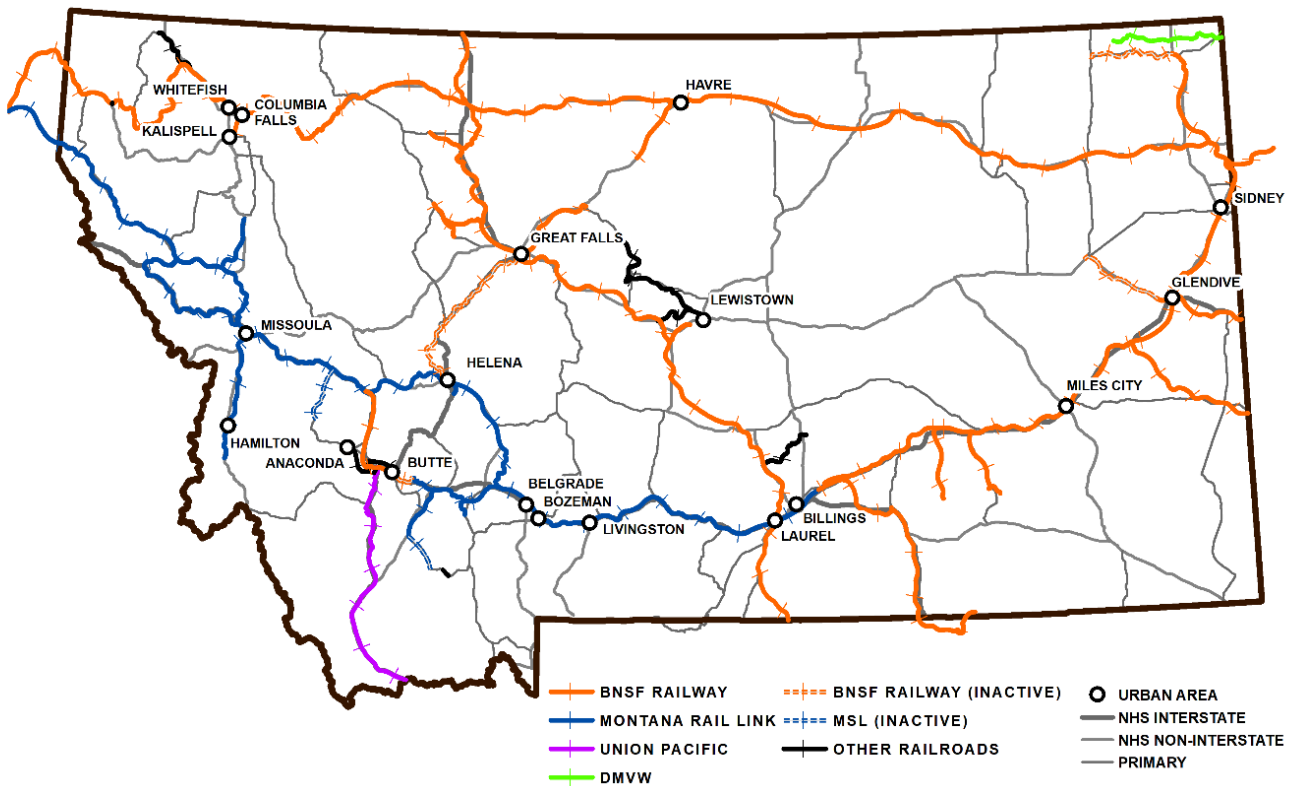 HAVRE
WHITEFISH
COLUMBIA
FALLS
KALISPELL
SIDNEY
GREAT FALLS
GLENDIVE
LEWISTOWN
MISSOULA
HELENA
MILES CITY
HAMILTON
ANACONDA
BUTTE
BELGRADE
BOZEMAN
BILLINGS
LIVINGSTON
LAUREL
BNSF RAILWAY
MONTANA RAIL LINK
UNION PACIFIC
DMVW
BNSF RAILWAY (INACTIVE)
MSL (INACTIVE)
OTHER RAILROADS
URBAN AREA
NHS INTERSTATE
NHS NON-INTERSTATE
PRIMARY